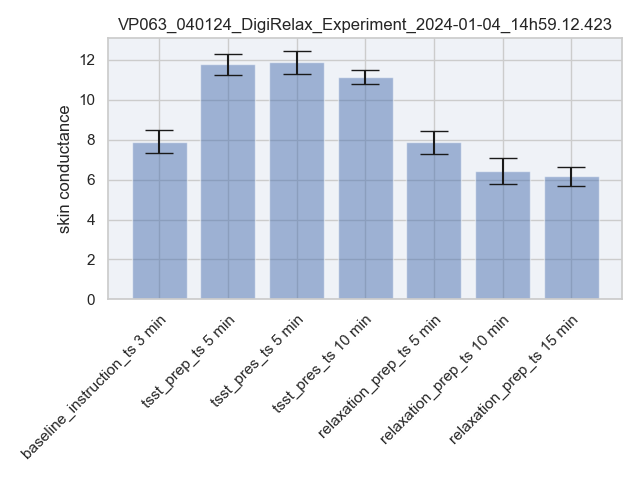 VP063_040124_DigiRelax_Experiment_2024-01-04_14h59.12.423
skin conductance
12
10
8
6
4
2
0
baseline_instruction_ts 3 min
tsst_prep_ts 5 min
tsst_pres_ts 5 min
tsst_pres_ts 10 min
relaxation_prep_ts 5 min
relaxation_prep_ts 10 min
relaxation_prep_ts 15 min